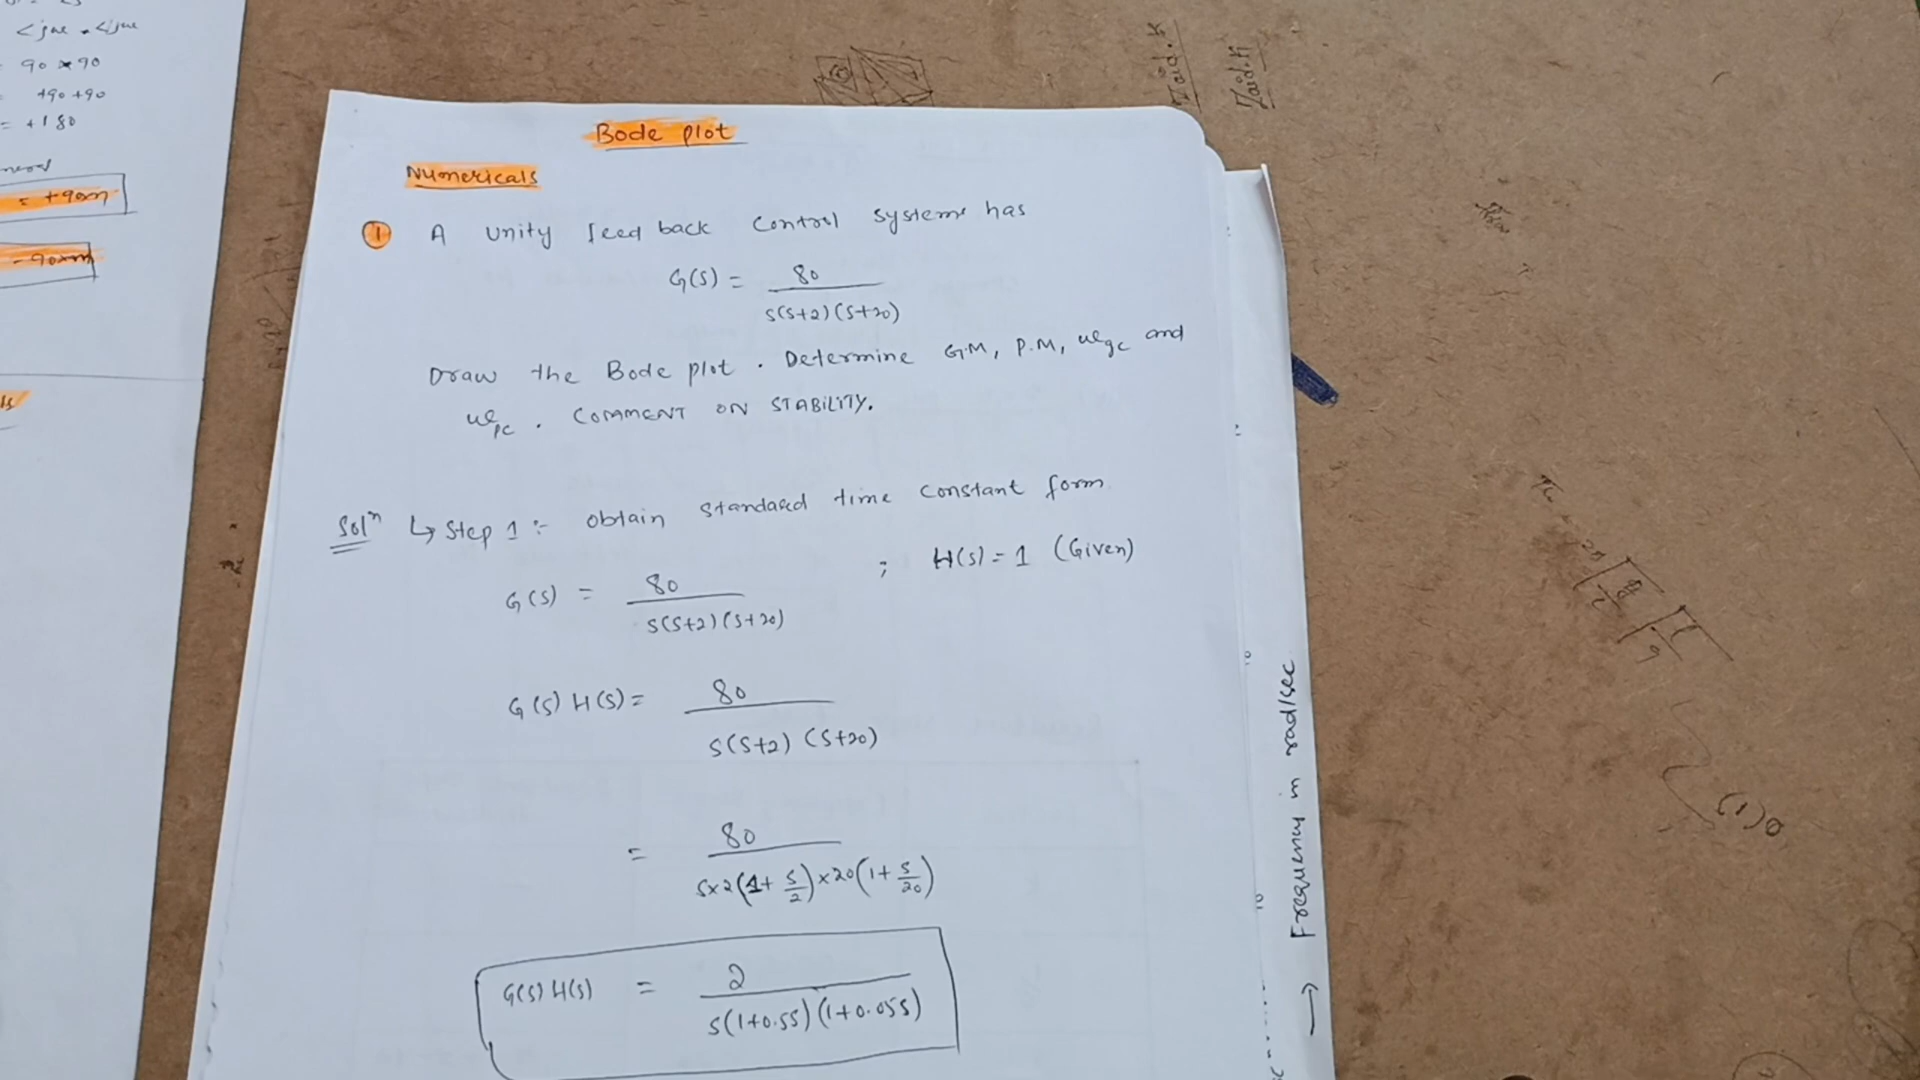 90 × 90
+90 +90
= +180
= +90×n
- 90×m
Zaid.K
Zaid.K
Bode plot
Numericals
① A unity feed back control systems has
G(s) = 80
s(s+2)(s+20)
Draw the Bode plot . Determine G.M, P.M, ωgc and
ωpc . COMMENT ON STABILITY.
Solⁿ ↳ Step 1 :- obtain standard time constant form
G(s) = 80 ; H(s) = 1 (Given)
s(s+2)(s+20)
G(s) H(s) = 80
s(s+2) (s+20)
= 80
s×2(1+ s/2)×20(1+ s/20)
G(s) H(s) = 2
s(1+0.5s)(1+0.05s)
→ Frequency in rad/sec